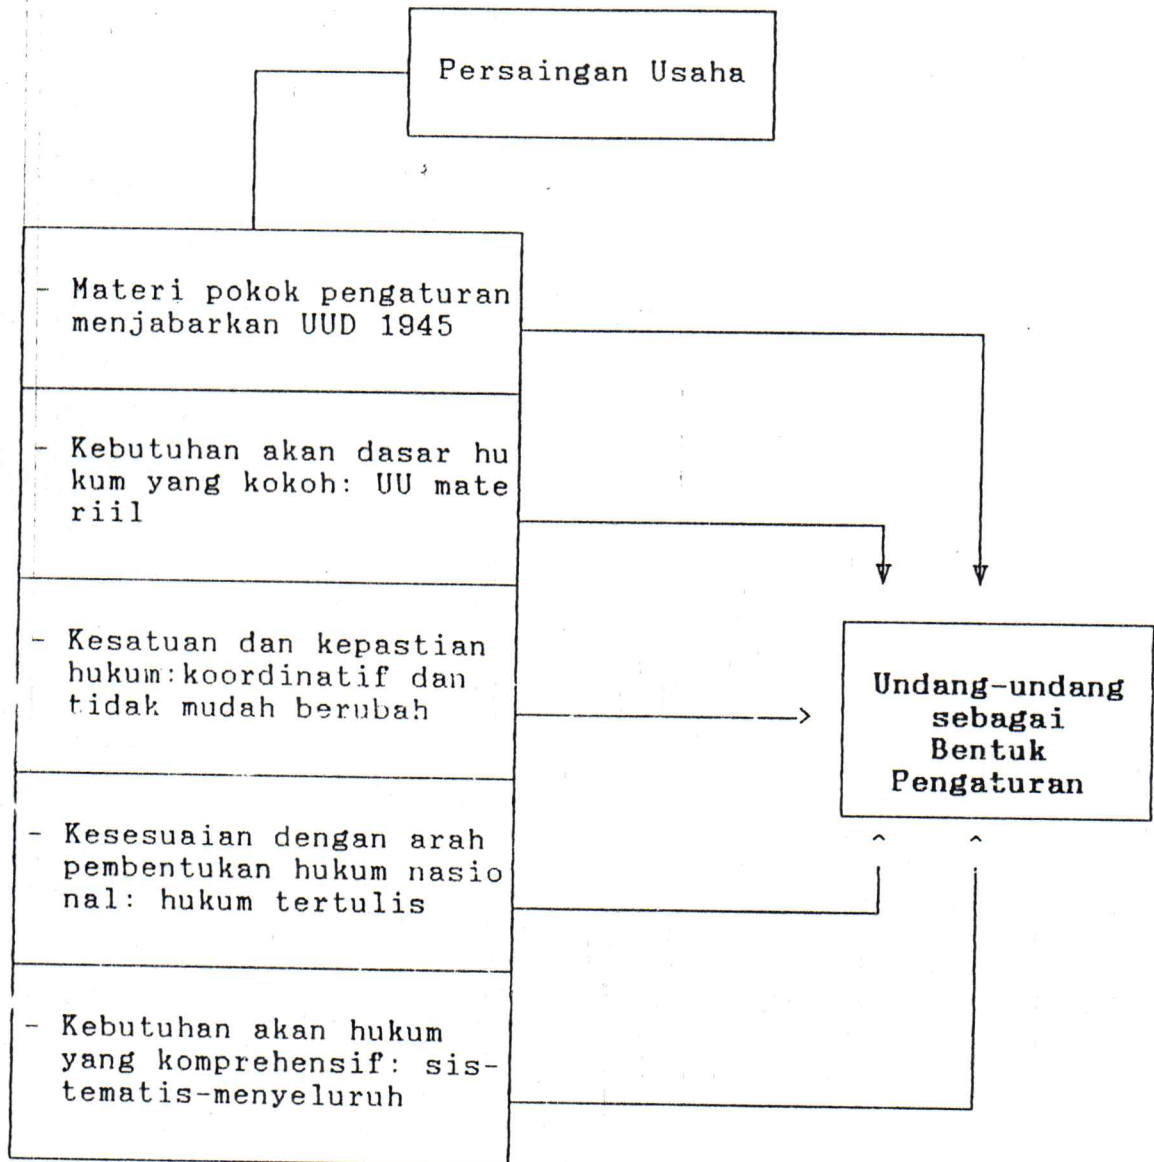 Persaingan Usaha
- Materi pokok pengaturan
menjabarkan UUD 1945
- Kebutuhan akan dasar hu
kum yang kokoh: UU mate
riil
- Kesatuan dan kepastian
hukum:koordinatif dan
tidak mudah berubah
- Kesesuaian dengan arah
pembentukan hukum nasio
nal: hukum tertulis
- Kebutuhan akan hukum
yang komprehensif: sis-
tematis-menyeluruh
Undang-undang
sebagai
Bentuk
Pengaturan